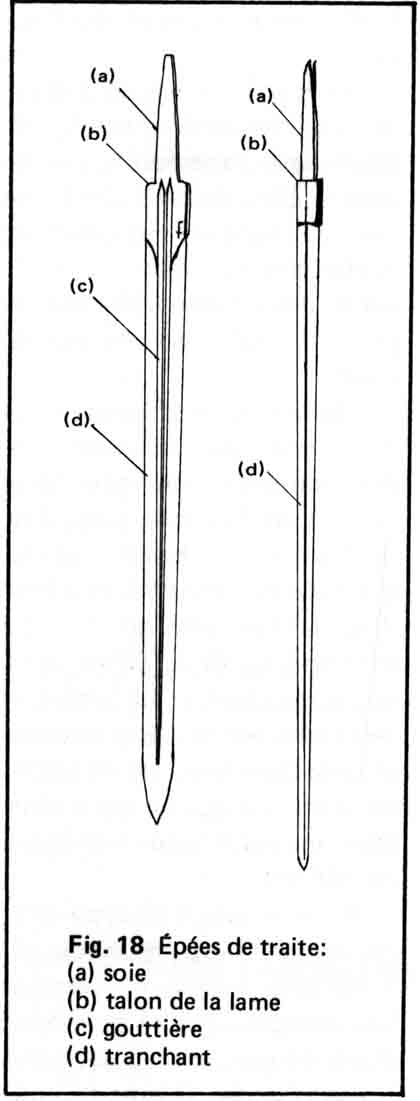 (a)
(b)
(c)
(d)
f
(a)
(b)
(d)
Fig. 18 Épées de traite:
(a) soie
(b) talon de la lame
(c) gouttière
(d) tranchant